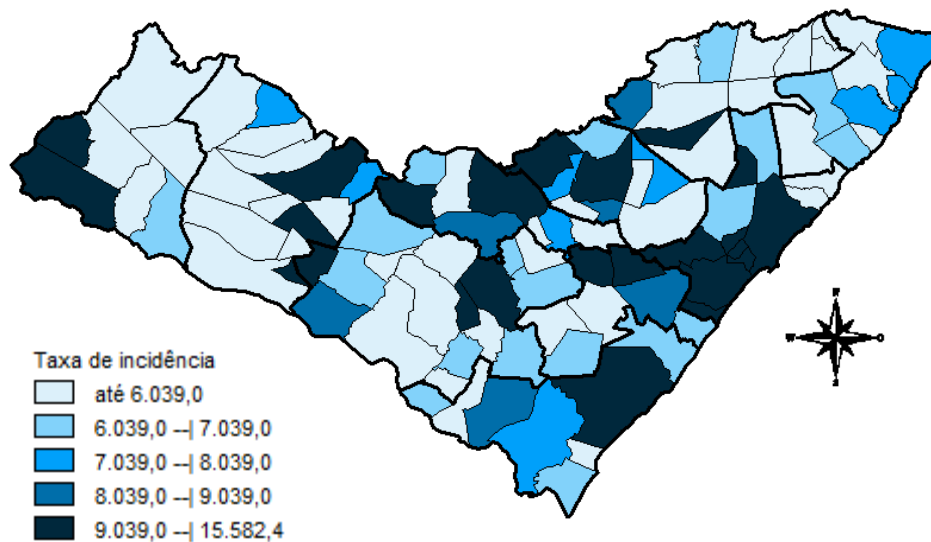 Taxa de incidência
até 6.039,0
6.039,0 --| 7.039,0
7.039,0 --| 8.039,0
8.039,0 --| 9.039,0
9.039,0 --| 15.582,4